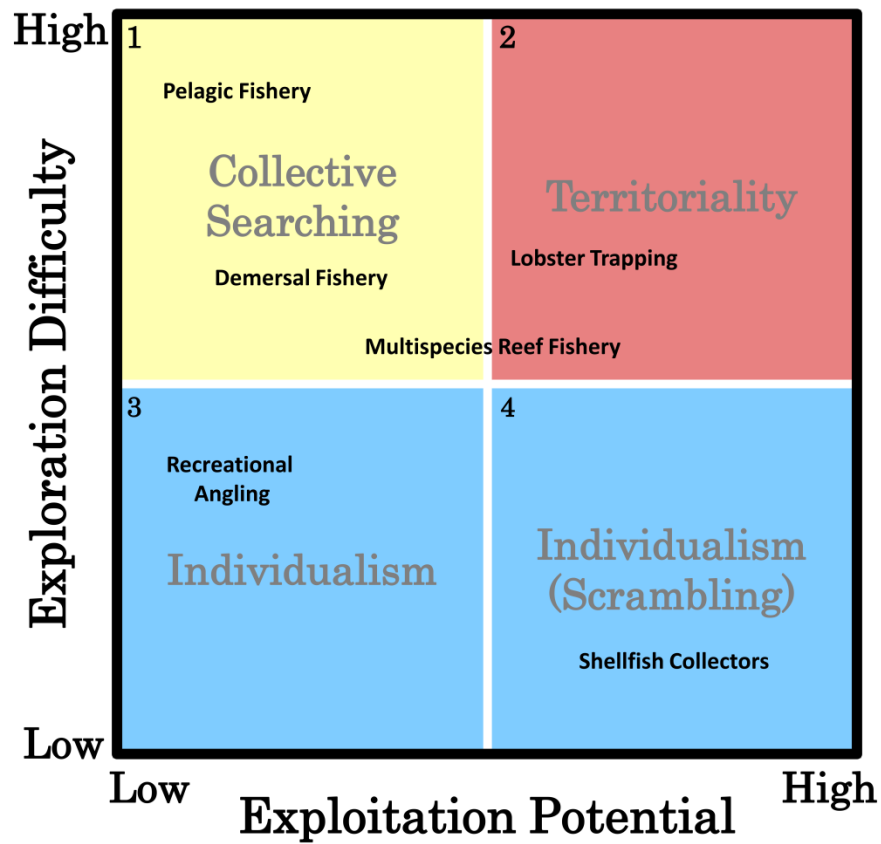 High
1
2
Pelagic Fishery
Collective
Searching
Territoriality
Lobster Trapping
Demersal Fishery
Multispecies Reef Fishery
Exploration Difficulty
3
4
Recreational
Angling
Individualism
Individualism
(Scrambling)
Shellfish Collectors
Low
Low
High
Exploitation Potential